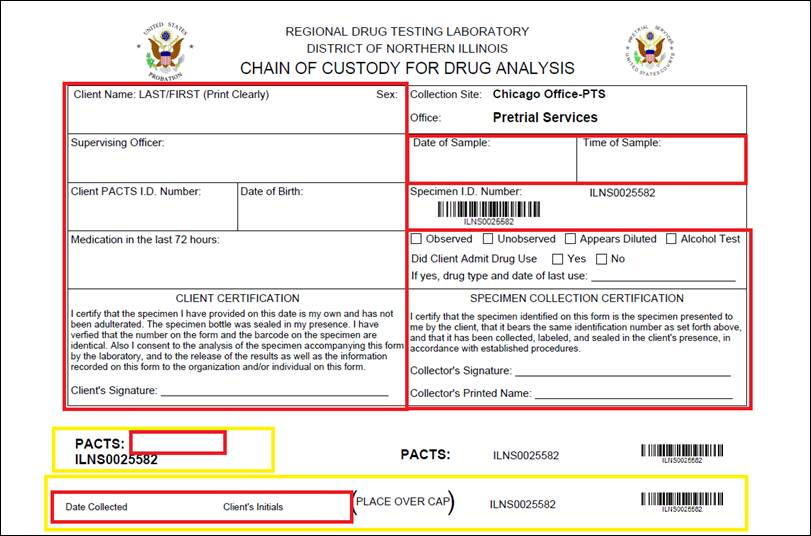 REGIONAL DRUG TESTING LABORATORY
DISTRICT OF NORTHERN ILLINOIS
CHAIN OF CUSTODY FOR DRUG ANALYSIS
UNITED STATES
PROBATION
PRETRIAL SERVICES
UNITED STATES COURTS
Client Name: LAST/FIRST (Print Clearly) Sex:
Collection Site: Chicago Office-PTS
Office: Pretrial Services
Supervising Officer:
Date of Sample: Time of Sample:
Client PACTS I.D. Number: Date of Birth:
Specimen I.D. Number: ILNS0025582
ILNS0025582
Medication in the last 72 hours:
Observed Unobserved Appears Diluted Alcohol Test
Did Client Admit Drug Use Yes No
If yes, drug type and date of last use:
CLIENT CERTIFICATION
I certify that the specimen I have provided on this date is my own and has not
been adulterated. The specimen bottle was sealed in my presence. I have
verified that the number on the form and the barcode on the specimen are
identical. Also I consent to the analysis of the specimen accompanying this form
by the laboratory, and to the release of the results as well as the information
recorded on this form to the organization and/or individual on this form.
Client's Signature:
SPECIMEN COLLECTION CERTIFICATION
I certify that the specimen identified on this form is the specimen presented to
me by the client, that it bears the same identification number as set forth above,
and that it has been collected, labeled, and sealed in the client's presence, in
accordance with established procedures.
Collector's Signature:
Collector's Printed Name:
PACTS:
ILNS0025582
PACTS: ILNS0025582
ILNS0025582
Date Collected Client's Initials (PLACE OVER CAP) ILNS0025582
ILNS0025582